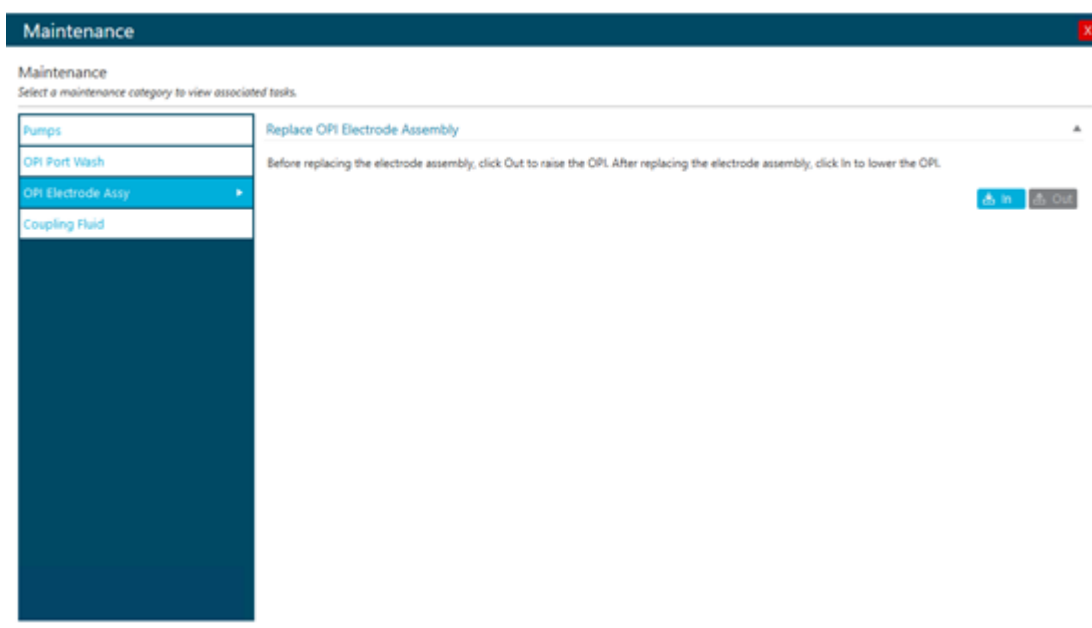 Maintenance
X
Maintenance
Select a maintenance category to view associated tasks.
Pumps
OPI Port Wash
OPI Electrode Assy
Coupling Fluid
Replace OPI Electrode Assembly
Before replacing the electrode assembly, click Out to raise the OPI. After replacing the electrode assembly, click In to lower the OPI.
In Out